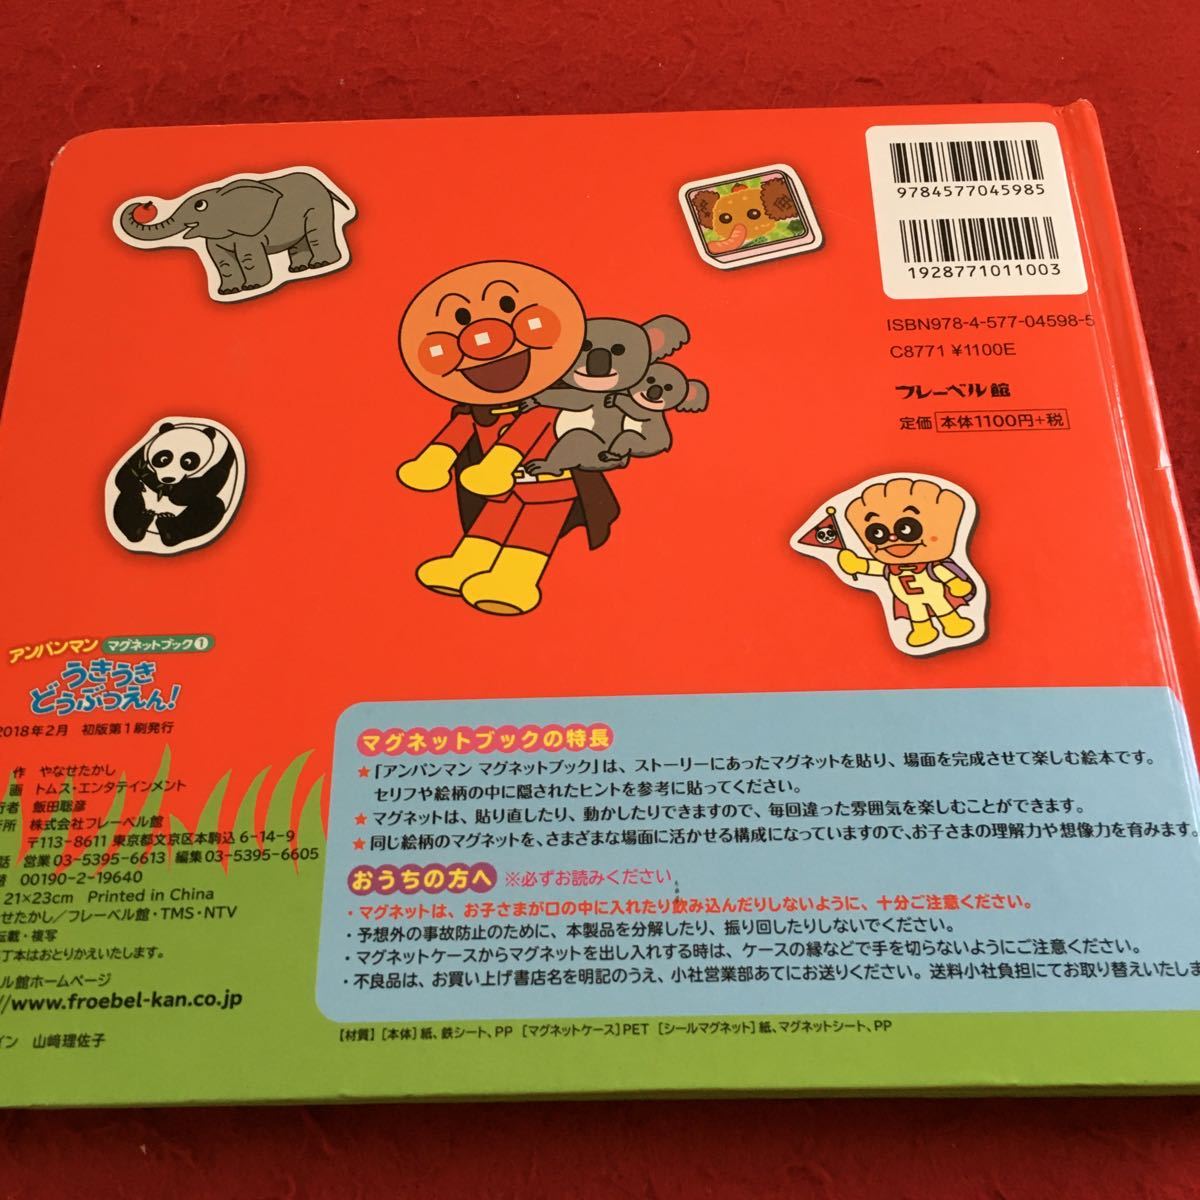 9784577045985
1928771011003
ISBN978-4-577-04598-5
C8771 ¥1100E
フレーベル館
定価 本体1100円+税
アンパンマン マグネットブック1
うきうき
どうぶつえん!
2018年2月 初版第1刷発行
作 やなせたかし
画 トムス・エンタテインメント
行者 飯田聡彦
所 株式会社フレーベル館
〒113-8611 東京都文京区本駒込6-14-9
話 営業03-5395-6613 編集03-5395-6605
00190-2-19640
21×23cm Printed in China
せたかし/フレーベル館・TMS・NTV
転載・複写
丁本はおとりかえいたします。
ル館ホームページ
//www.froebel-kan.co.jp
イン 山﨑理佐子
マグネットブックの特長
★「アンパンマン マグネットブック」は、ストーリーにあったマグネットを貼り、場面を完成させて楽しむ絵本です。
セリフや絵柄の中に隠されたヒントを参考に貼ってください。
★マグネットは、貼り直したり、動かしたりできますので、毎回違った雰囲気を楽しむことができます。
★同じ絵柄のマグネットを、さまざまな場面に活かせる構成になっていますので、お子さまの理解力や想像力を育みます。
おうちの方へ ※必ずお読みください
・マグネットは、お子さまが口の中に入れたり飲み込んだりしないように、十分ご注意ください。
・予想外の事故防止のために、本製品を分解したり、振り回したりしないでください。
・マグネットケースからマグネットを出し入れする時は、ケースの縁などで手を切らないようにご注意ください。
・不良品は、お買い上げ書店名を明記のうえ、小社営業部あてにお送りください。送料小社負担にてお取り替えいたしま
【材質】[本体]紙、鉄シート、PP [マグネットケース]PET [シールマグネット]紙、マグネットシート、PP